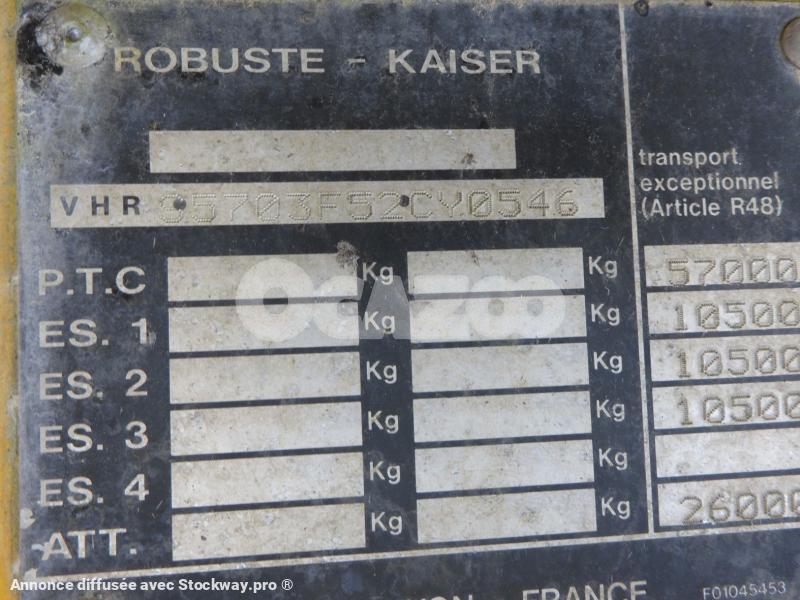 ROBUSTE - KAISER
transport
exceptionnel
(Article R48)
VHR S5703F52CY0546
P.T.C Kg Kg 57000
ES. 1 Kg Kg 10500
ES. 2 Kg Kg 10500
ES. 3 Kg Kg 10500
ES. 4 Kg Kg
ATT. Kg Kg 26000
OCAZOO
FRANCE F01045453
Annonce diffusée avec Stockway.pro ®